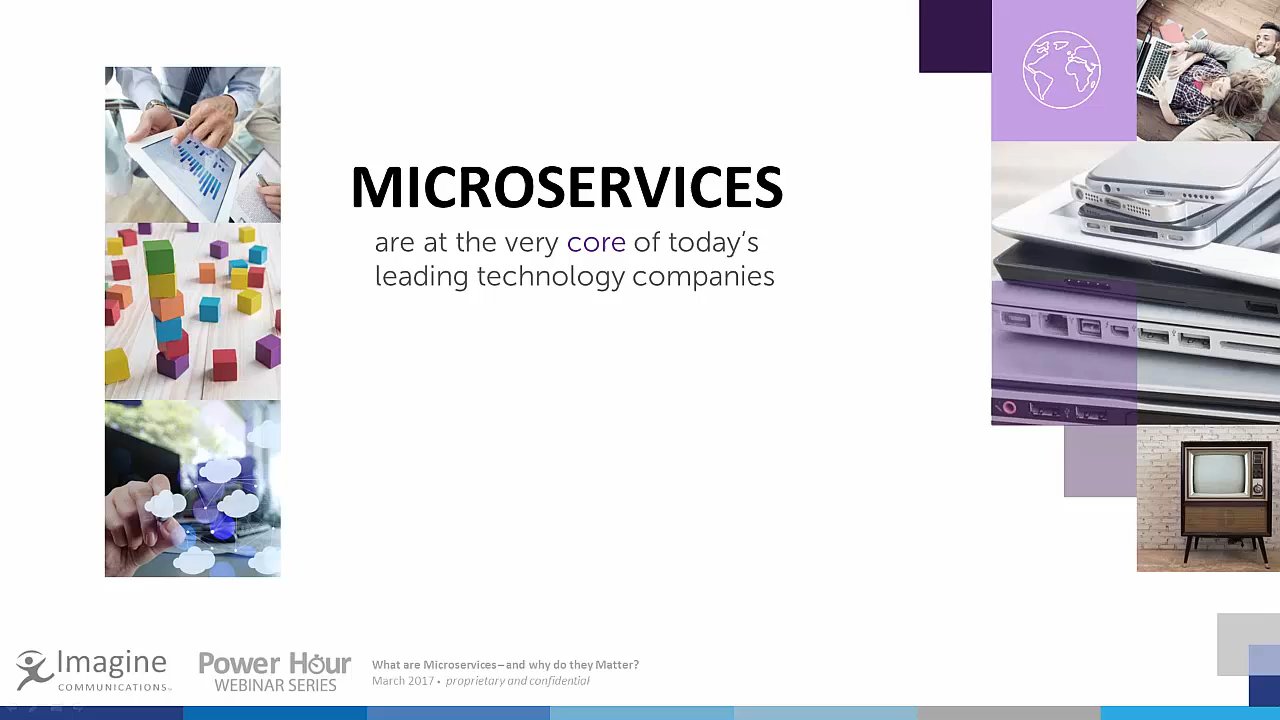 MICROSERVICES
are at the very core of today’s
leading technology companies
Imagine
COMMUNICATIONS
Power Hour
WEBINAR SERIES
What are Microservices—and why do they Matter?
March 2017 • proprietary and confidential